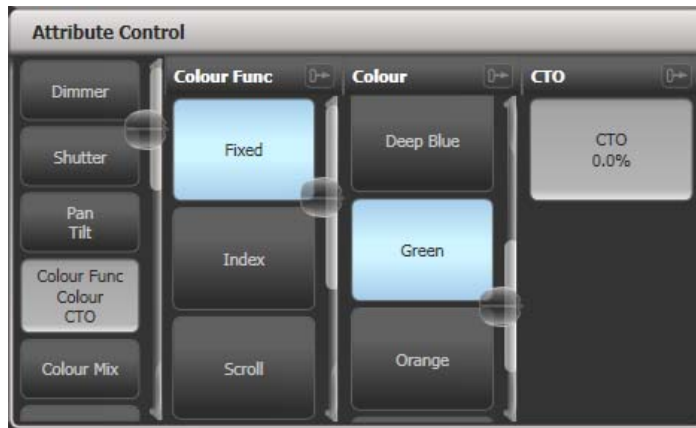 Attribute Control
Dimmer
Shutter
Pan
Tilt
Colour Func
Colour
CTO
Colour Mix
Colour Func
Fixed
Index
Scroll
Colour
Deep Blue
Green
Orange
CTO
CTO
0.0%